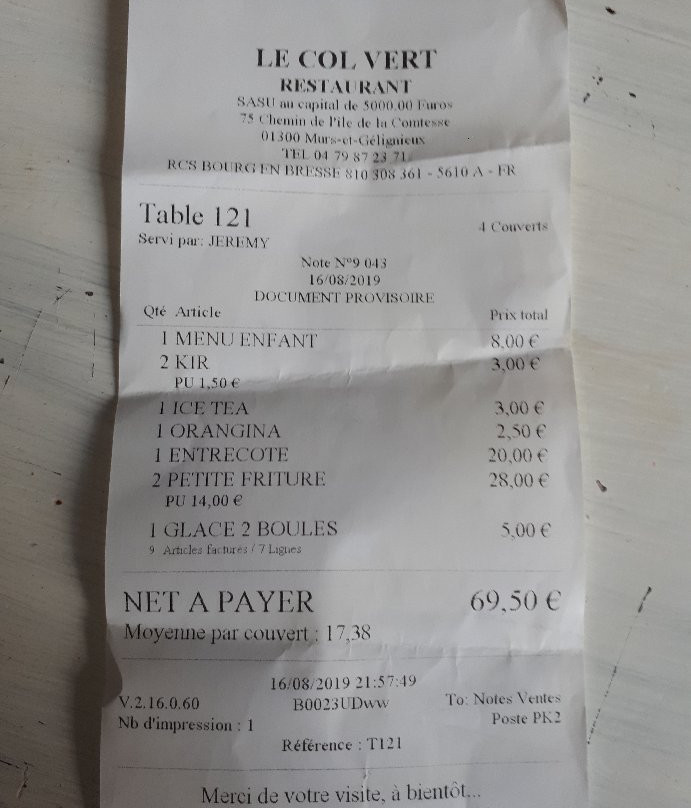 LE COL VERT
RESTAURANT
SASU au capital de 5000,00 Euros
75 Chemin de l'ile de la Comtesse
01300 Murs-et-Gélignieux
TEL 04 79 87 23 71
RCS BOURG EN BRESSE 810 308 361 - 5610 A - FR
Table 121
4 Couverts
Servi par: JEREMY
Note N°9 043
16/08/2019
DOCUMENT PROVISOIRE
Qté Article Prix total
1 MENU ENFANT 8,00 €
2 KIR 3,00 €
PU 1,50 €
1 ICE TEA 3,00 €
1 ORANGINA 2,50 €
1 ENTRECOTE 20,00 €
2 PETITE FRITURE 28,00 €
PU 14,00 €
1 GLACE 2 BOULES 5,00 €
9 Articles facturés / 7 Lignes
NET A PAYER 69,50 €
Moyenne par couvert : 17,38
16/08/2019 21:57:49
V.2.16.0.60 B0023UDww To: Notes Ventes
Nb d'impression : 1 Poste PK2
Référence : T121
Merci de votre visite, à bientôt...